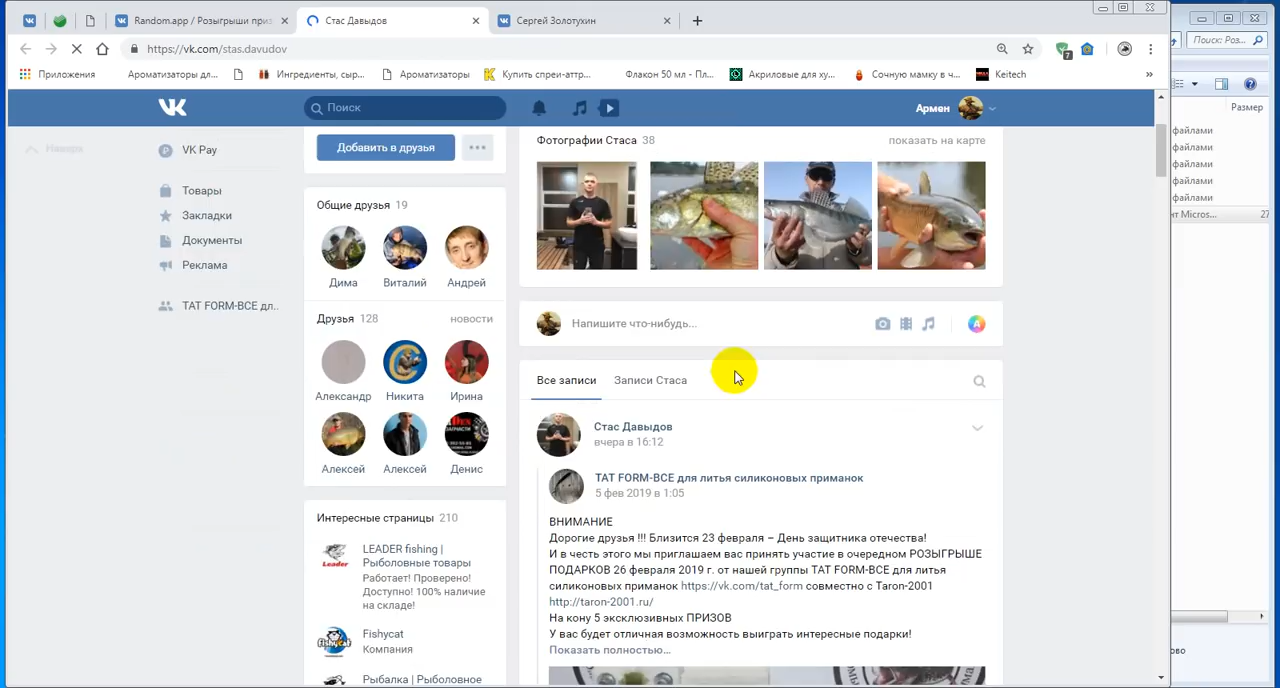 Random.app / Розыгрыши приз
Стас Давыдов
Сергей Золотухин
https://vk.com/stas.davudov
7
Поиск: Роз...
Приложения
Ароматизаторы дл...
Ингредиенты, сыр...
Ароматизаторы
Купить спреи-аттр...
Флакон 50 мл - Пл...
Акриловые для ху...
Сочную мамку в ч...
Keitech
»
Размер
Поиск
Армен
файлами
файлами
файлами
файлами
файлами
нт Micros...
27
Наверх
VK Pay
Товары
Закладки
Документы
Реклама
TAT FORM-ВСЕ дл..
Добавить в друзья
Общие друзья 19
Дима
Виталий
Андрей
Друзья 128
новости
Александр
Никита
Ирина
Алексей
Алексей
Денис
Интересные страницы 210
LEADER fishing |
Рыболовные товары
Работает! Проверено!
Доступно! 100% наличие
на складе!
Fishycat
Компания
Рыбалка | Рыболовное
Фотографии Стаса 38
показать на карте
Напишите что-нибудь...
Все записи
Записи Стаса
Стас Давыдов
вчера в 16:12
TAT FORM-ВСЕ для литья силиконовых приманок
5 фев 2019 в 1:05
ВНИМАНИЕ
Дорогие друзья !!! Близится 23 февраля – День защитника отечества!
И в честь этого мы приглашаем вас принять участие в очередном РОЗЫГРЫШЕ
ПОДАРКОВ 26 февраля 2019 г. от нашей группы TAT FORM-ВСЕ для литья
силиконовых приманок https://vk.com/tat_form совместно с Taron-2001
http://taron-2001.ru/
На кону 5 эксклюзивных ПРИЗОВ
У вас будет отличная возможность выиграть интересные подарки!
Показать полностью...
ово